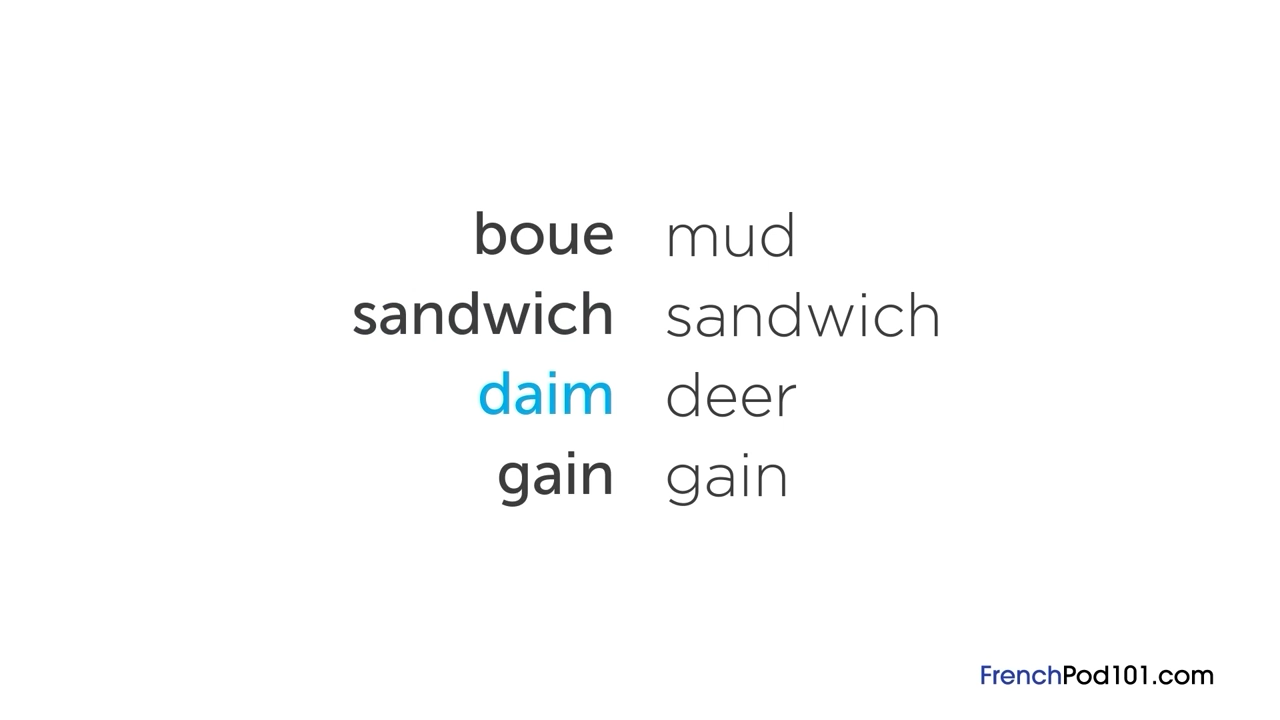 boue mud
sandwich sandwich
daim deer
gain gain
FrenchPod101.com